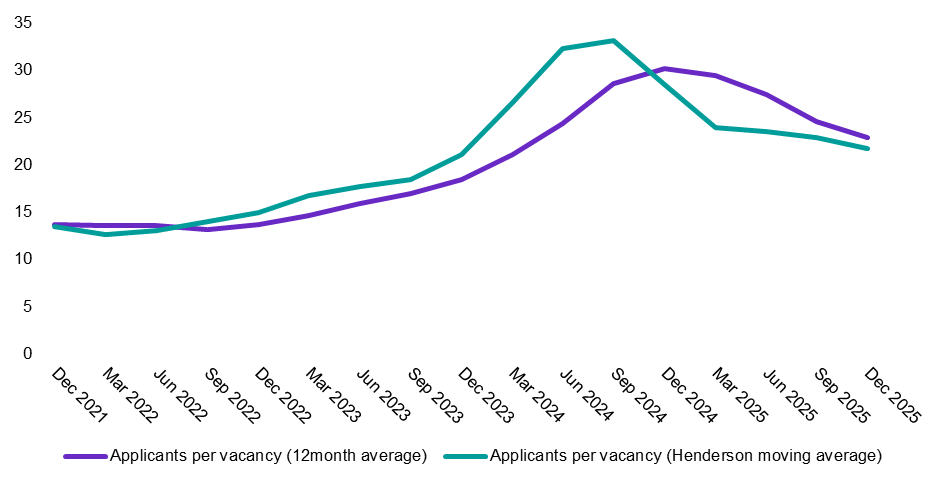 35
30
25
20
15
10
5
0
Dec 2021
Mar 2022
Jun 2022
Sep 2022
Dec 2022
Mar 2023
Jun 2023
Sep 2023
Dec 2023
Mar 2024
Jun 2024
Sep 2024
Dec 2024
Mar 2025
Jun 2025
Sep 2025
Dec 2025
Applicants per vacancy (12month average)
Applicants per vacancy (Henderson moving average)